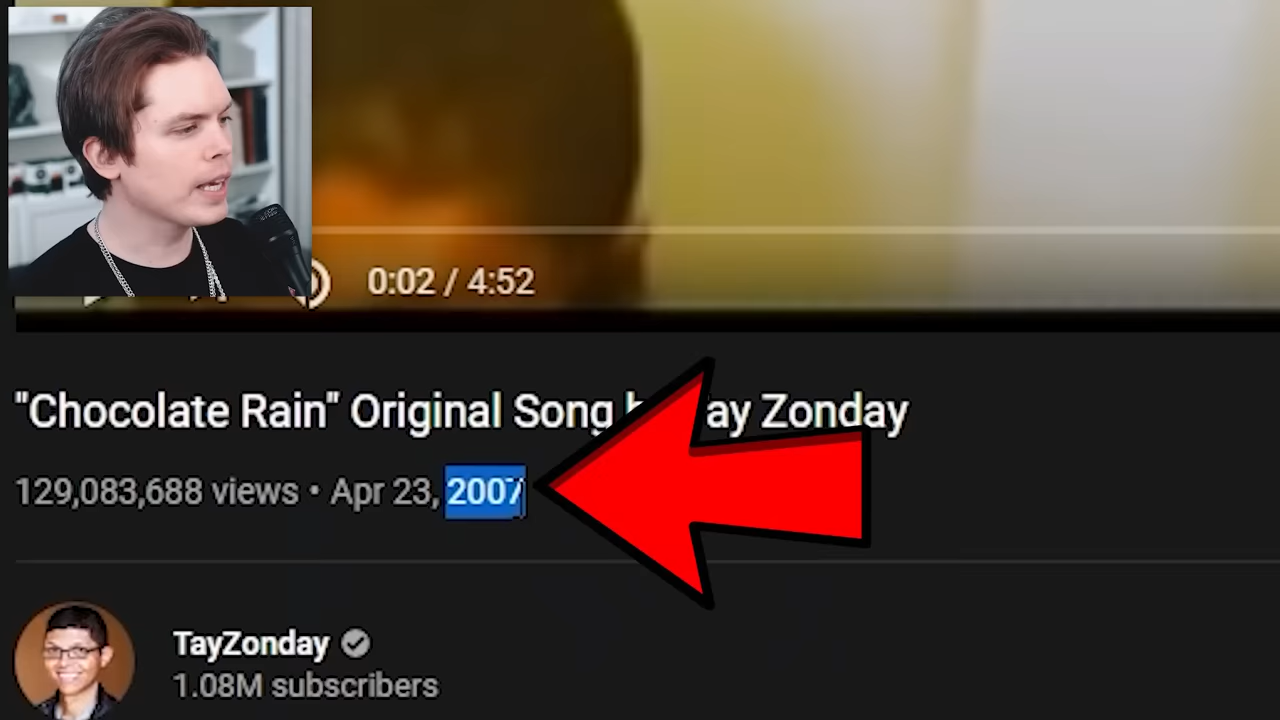 0:02 / 4:52
"Chocolate Rain" Original Song ay Zonday
129,083,688 views • Apr 23, 2007
TayZonday
1.08M subscribers